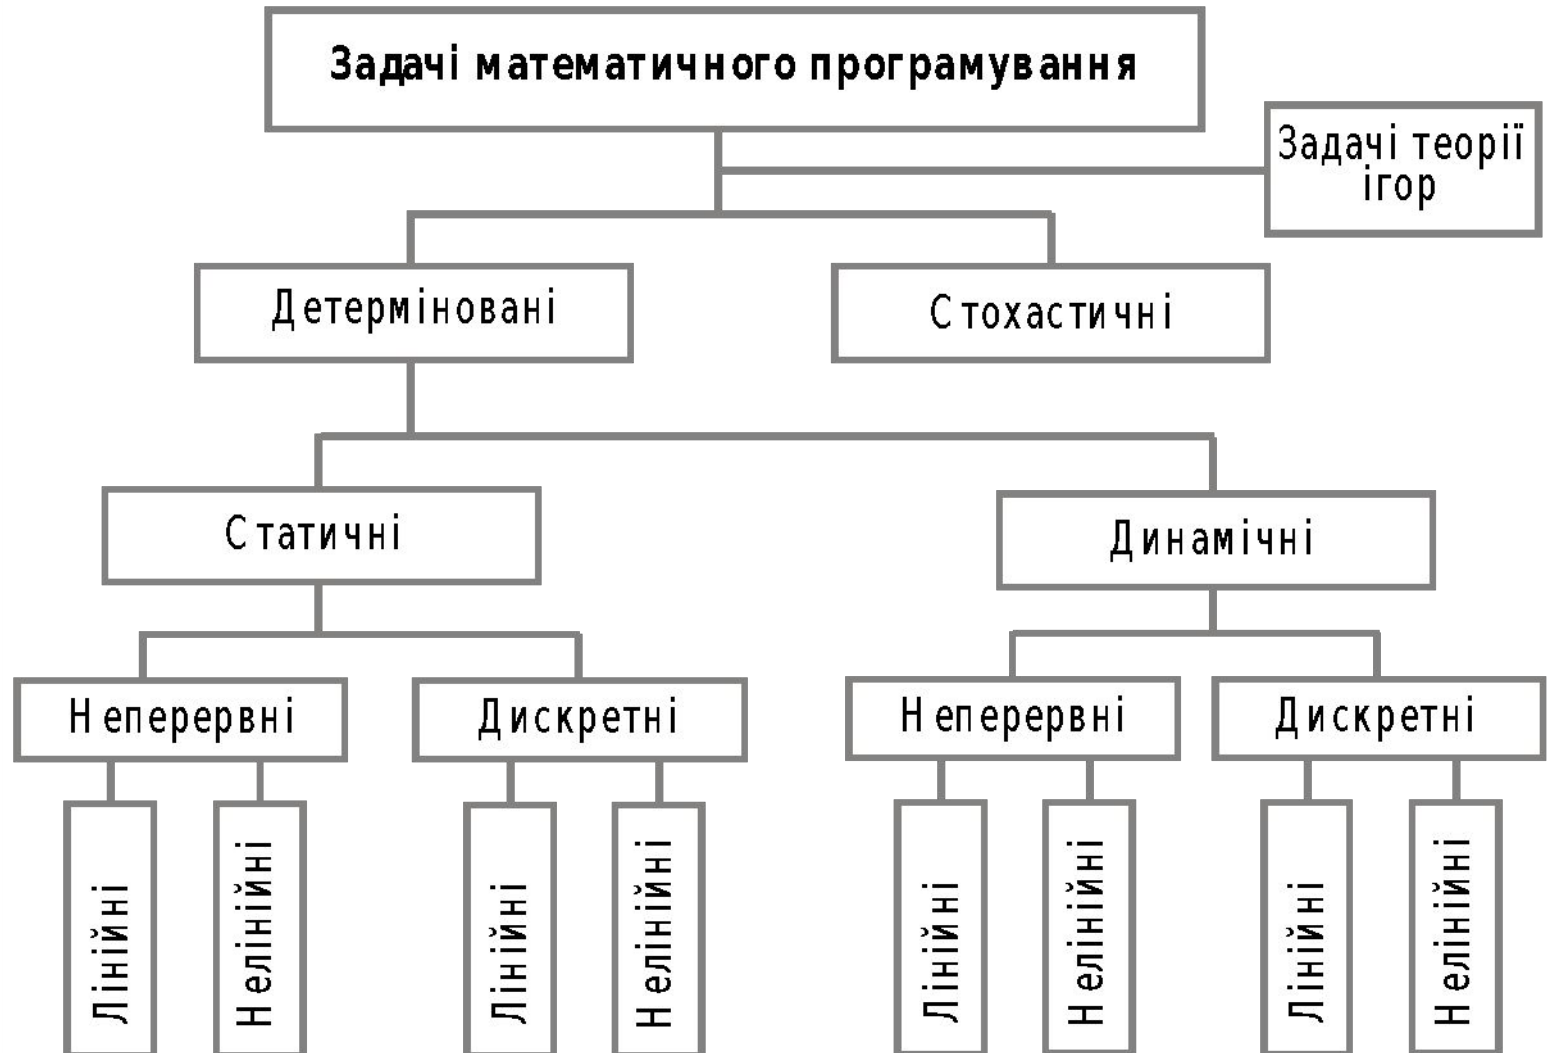 Задачі математичного програмування
Задачі теорії
ігор
Детерміновані
Стохастичні
Статичні
Динамічні
Неперервні
Дискретні
Неперервні
Дискретні
Лінійні
Нелінійні
Лінійні
Нелінійні
Лінійні
Нелінійні
Лінійні
Нелінійні